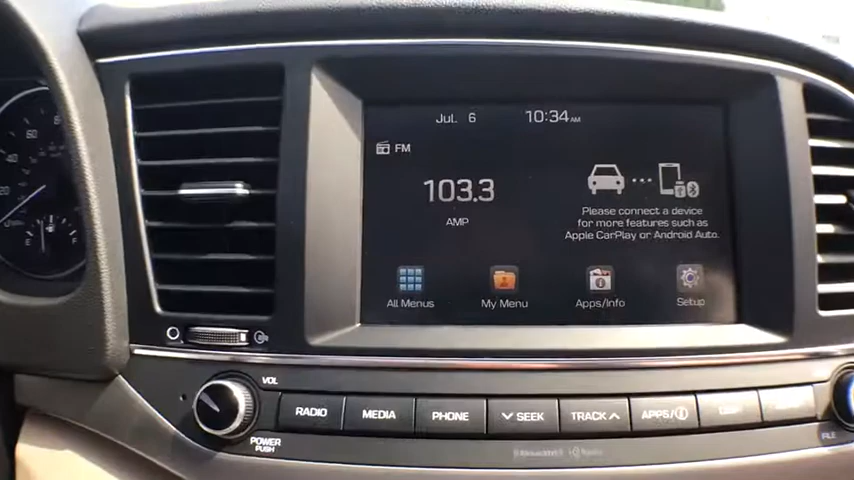 Jul. 6 10:34 AM
FM
103.3
AMP
Please connect a device
for more features such as
Apple CarPlay or Android Auto.
All Menus My Menu Apps/Info Setup
VOL
RADIO MEDIA PHONE ∨ SEEK TRACK ∧ APPS/
POWER
PUSH
FILE